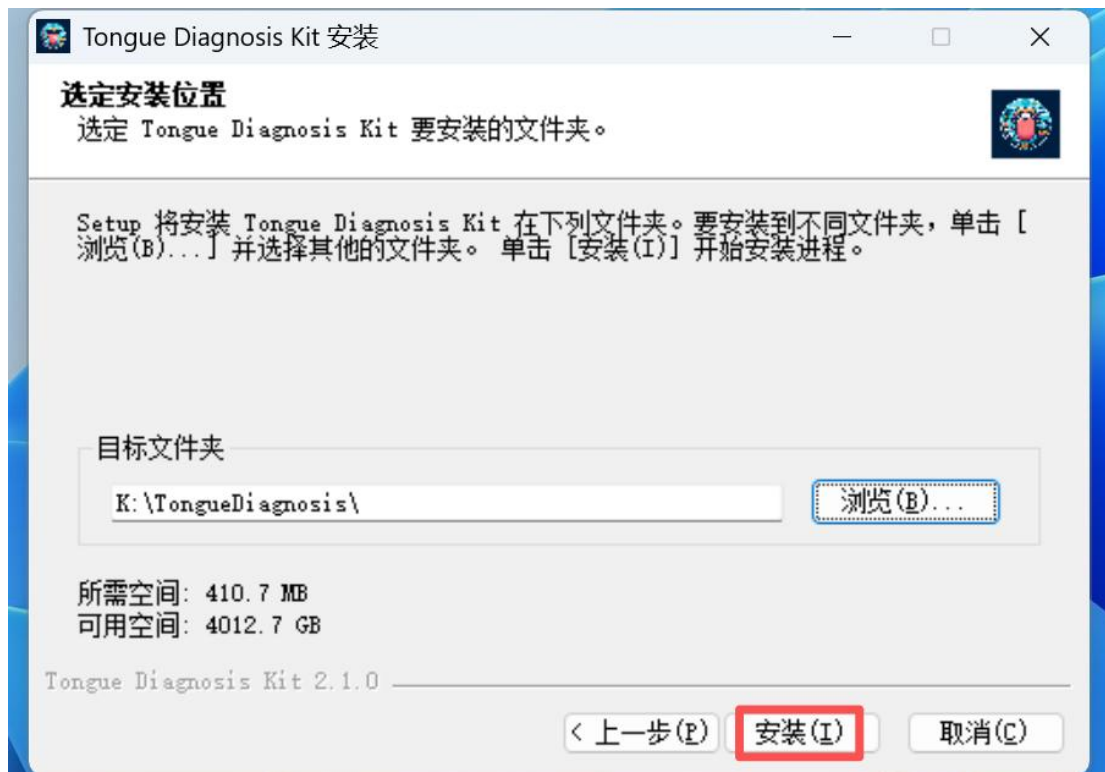 Tongue Diagnosis Kit 安装
选定安装位置
选定 Tongue Diagnosis Kit 要安装的文件夹。
Setup 将安装 Tongue Diagnosis Kit 在下列文件夹。要安装到不同文件夹，单击 [
浏览(B)...] 并选择其他的文件夹。 单击 [安装(I)] 开始安装进程。
目标文件夹
K:\TongueDiagnosis\
浏览(B)...
所需空间: 410.7 MB
可用空间: 4012.7 GB
Tongue Diagnosis Kit 2.1.0
< 上一步(P)
安装(I)
取消(C)